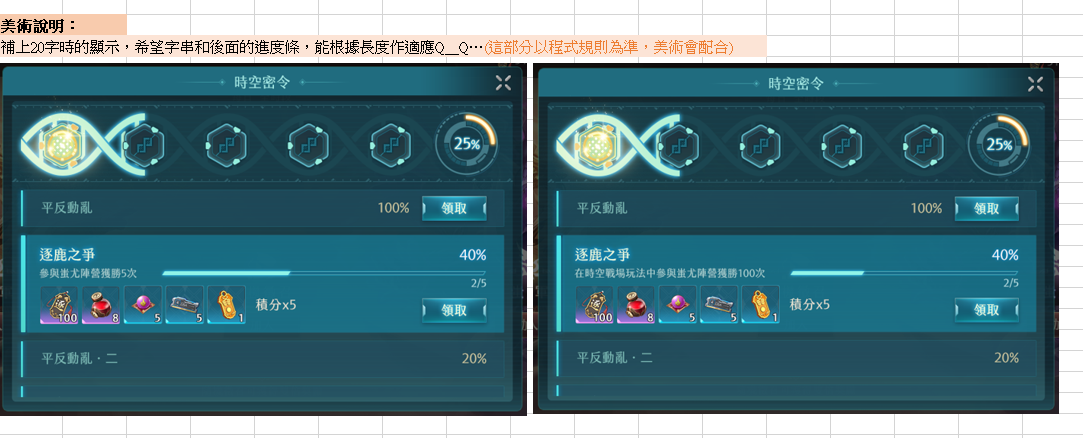 美術說明：
補上20字時的顯示，希望字串和後面的進度條，能根據長度作適應Q__Q…(這部分以程式規則為準，美術會配合)
時空密令
25%
平反動亂 100% 領取
逐鹿之爭 40%
參與蚩尤陣營獲勝5次
2/5
100 8 5 5 1 積分x5 領取
平反動亂．二 20%
時空密令
25%
平反動亂 100% 領取
逐鹿之爭 40%
在時空戰場玩法中參與蚩尤陣營獲勝100次
2/5
100 8 5 5 1 積分x5 領取
平反動亂．二 20%